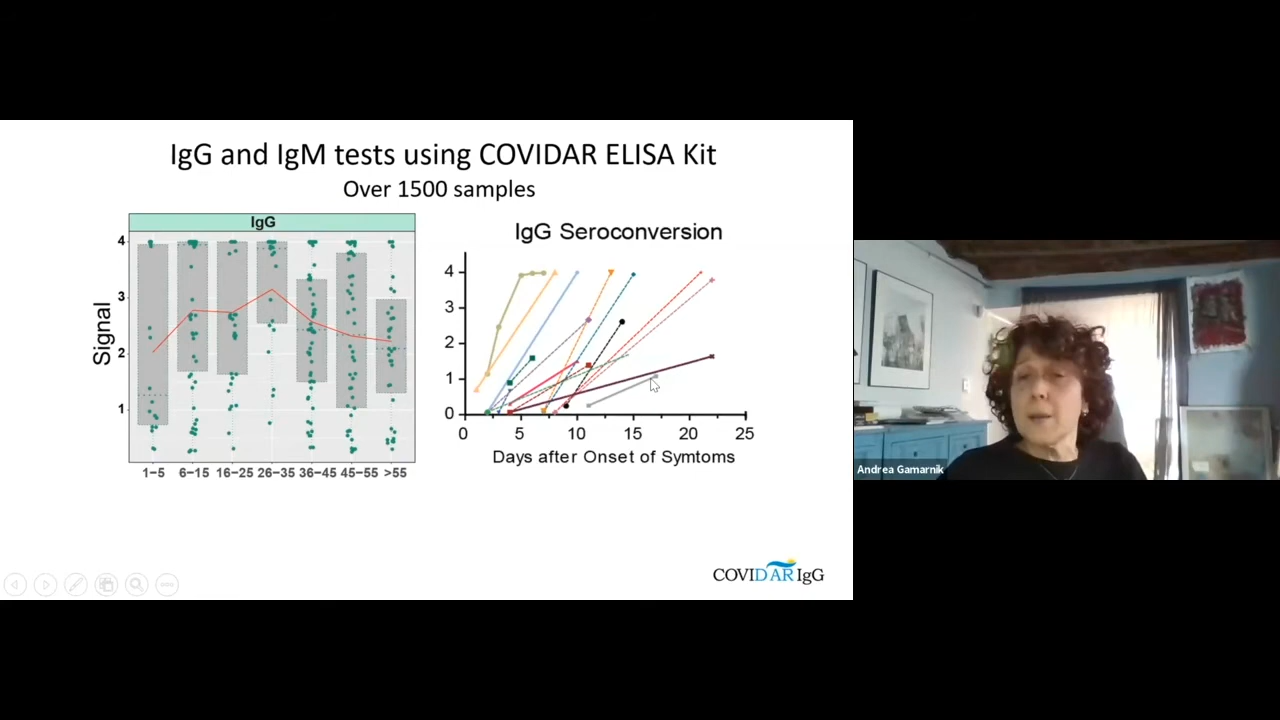 IgG and IgM tests using COVIDAR ELISA Kit
Over 1500 samples
IgG
Signal
4
3
2
1
1–5
6–15
16–25
26–35
36–45
45–55
>55
IgG Seroconversion
4
3
2
1
0
0
5
10
15
20
25
Days after Onset of Symtoms
COVIDAR IgG
Andrea Gamarnik